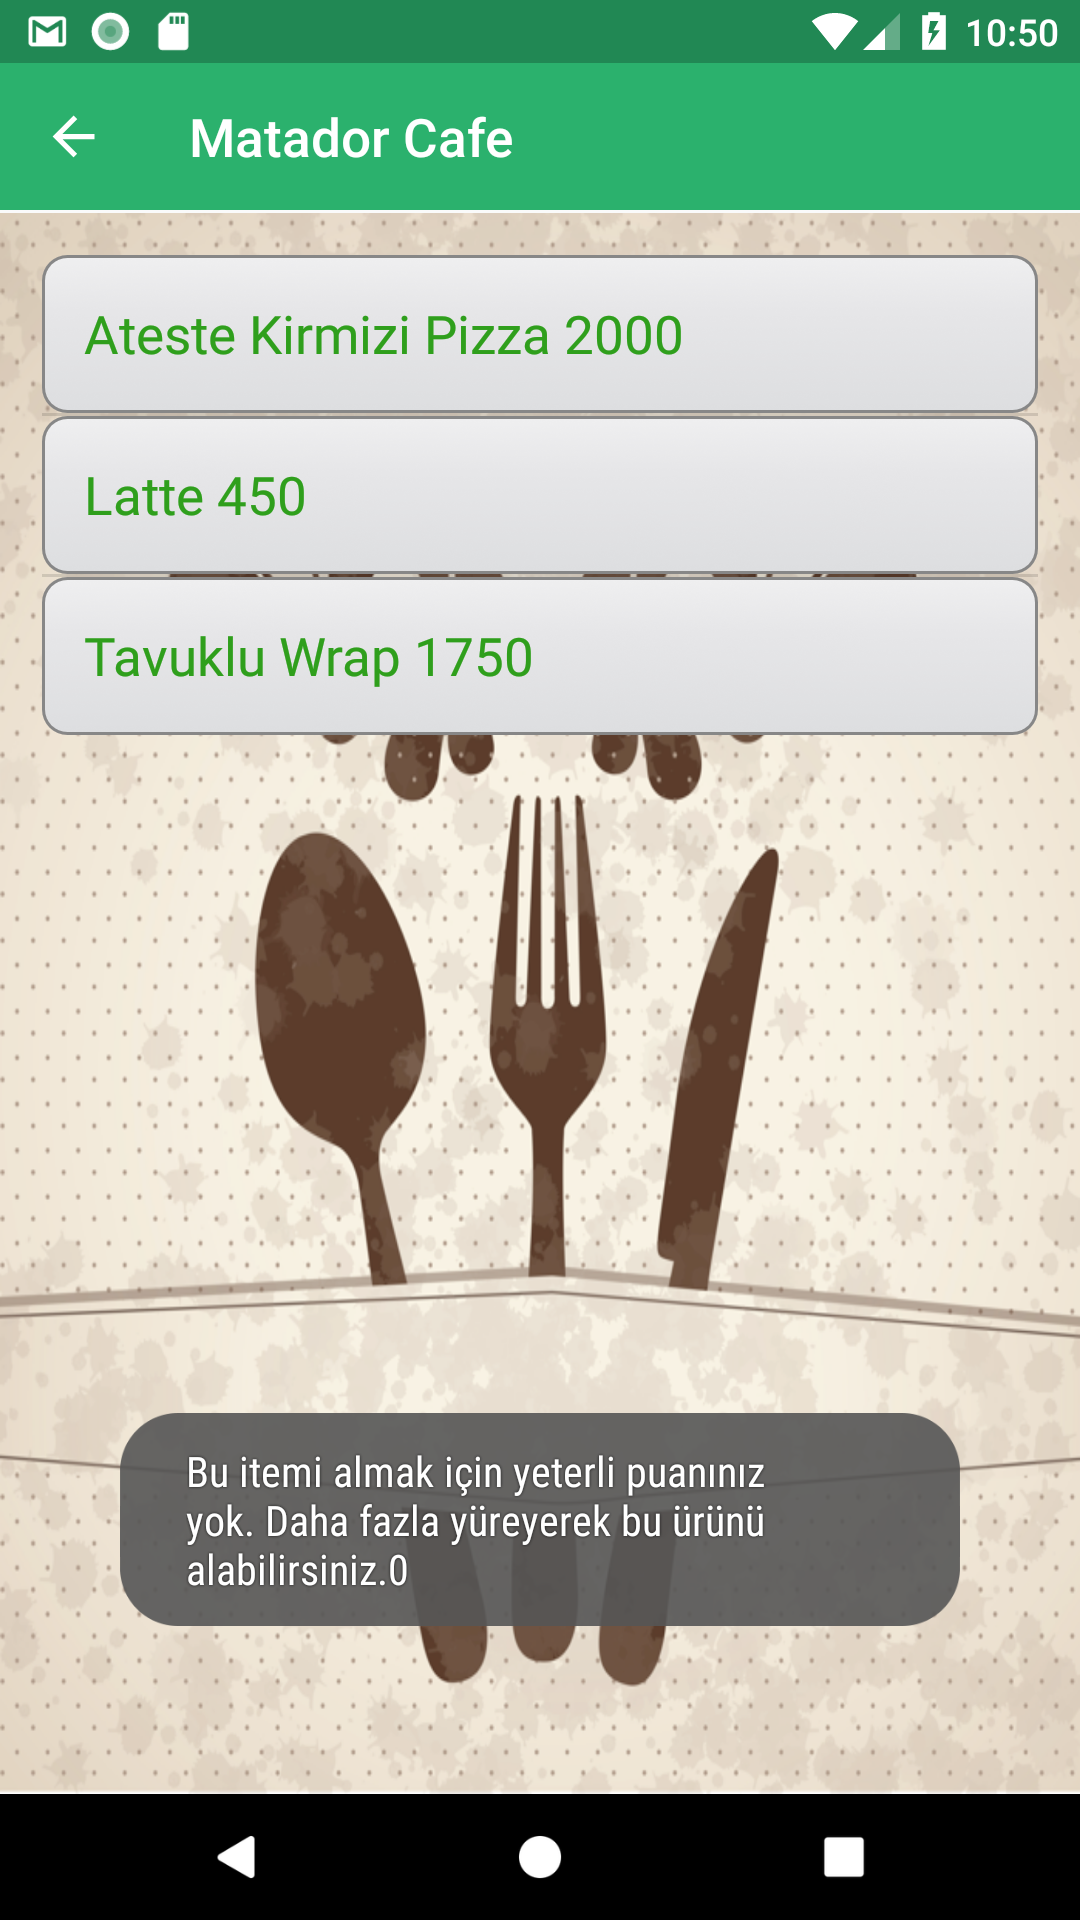 10:50
Matador Cafe
Ateste Kirmizi Pizza 2000
Latte 450
Tavuklu Wrap 1750
Bu itemi almak için yeterli puanınız
yok. Daha fazla yüreyerek bu ürünü
alabilirsiniz.0